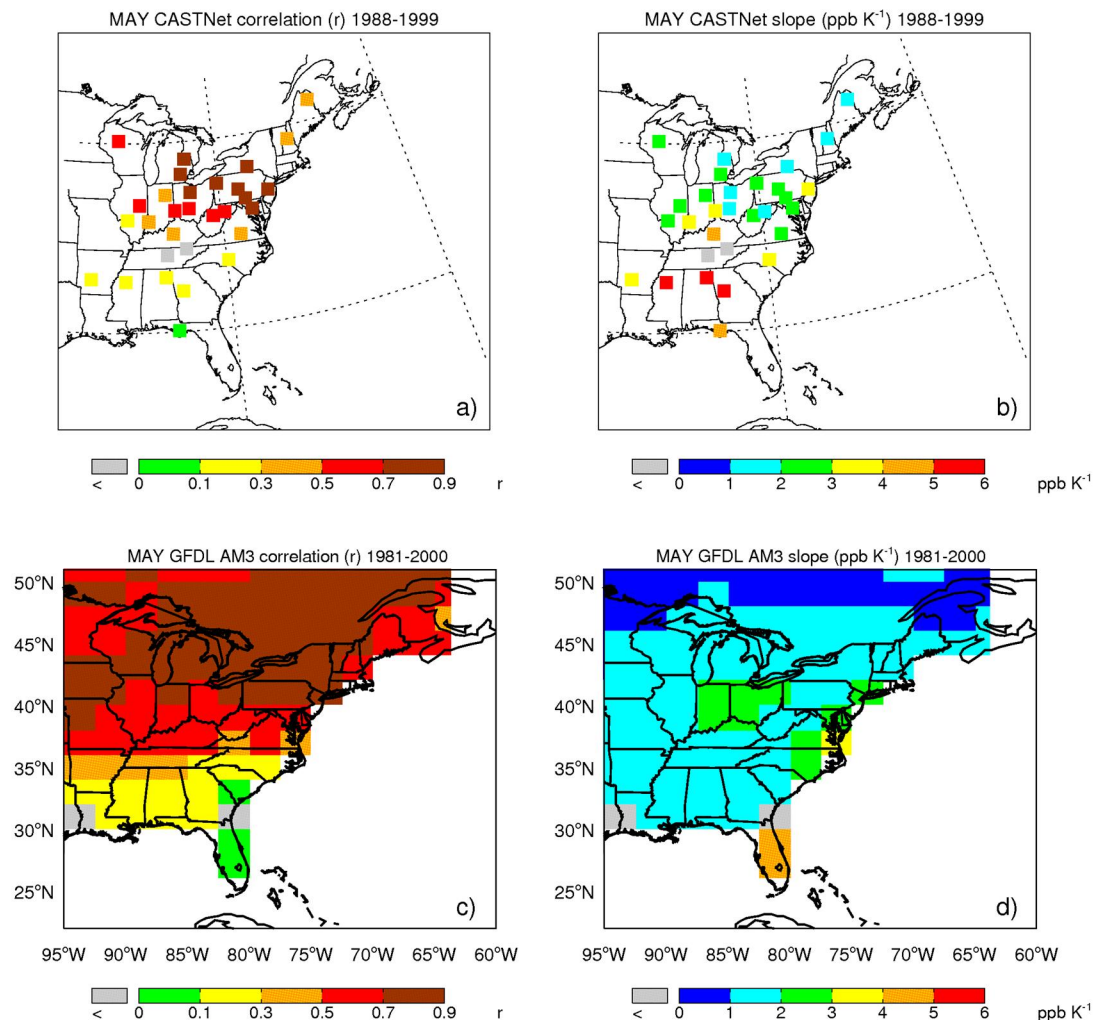 MAY CASTNet correlation (r) 1988-1999
MAY CASTNet slope (ppb K⁻¹) 1988-1999
a)
b)
< 0 0.1 0.3 0.5 0.7 0.9 r
< 0 1 2 3 4 5 6 ppb K⁻¹
MAY GFDL AM3 correlation (r) 1981-2000
MAY GFDL AM3 slope (ppb K⁻¹) 1981-2000
50°N
45°N
40°N
35°N
30°N
25°N
c)
50°N
45°N
40°N
35°N
30°N
25°N
d)
95°W 90°W 85°W 80°W 75°W 70°W 65°W 60°W
95°W 90°W 85°W 80°W 75°W 70°W 65°W 60°W
< 0 0.1 0.3 0.5 0.7 0.9 r
< 0 1 2 3 4 5 6 ppb K⁻¹